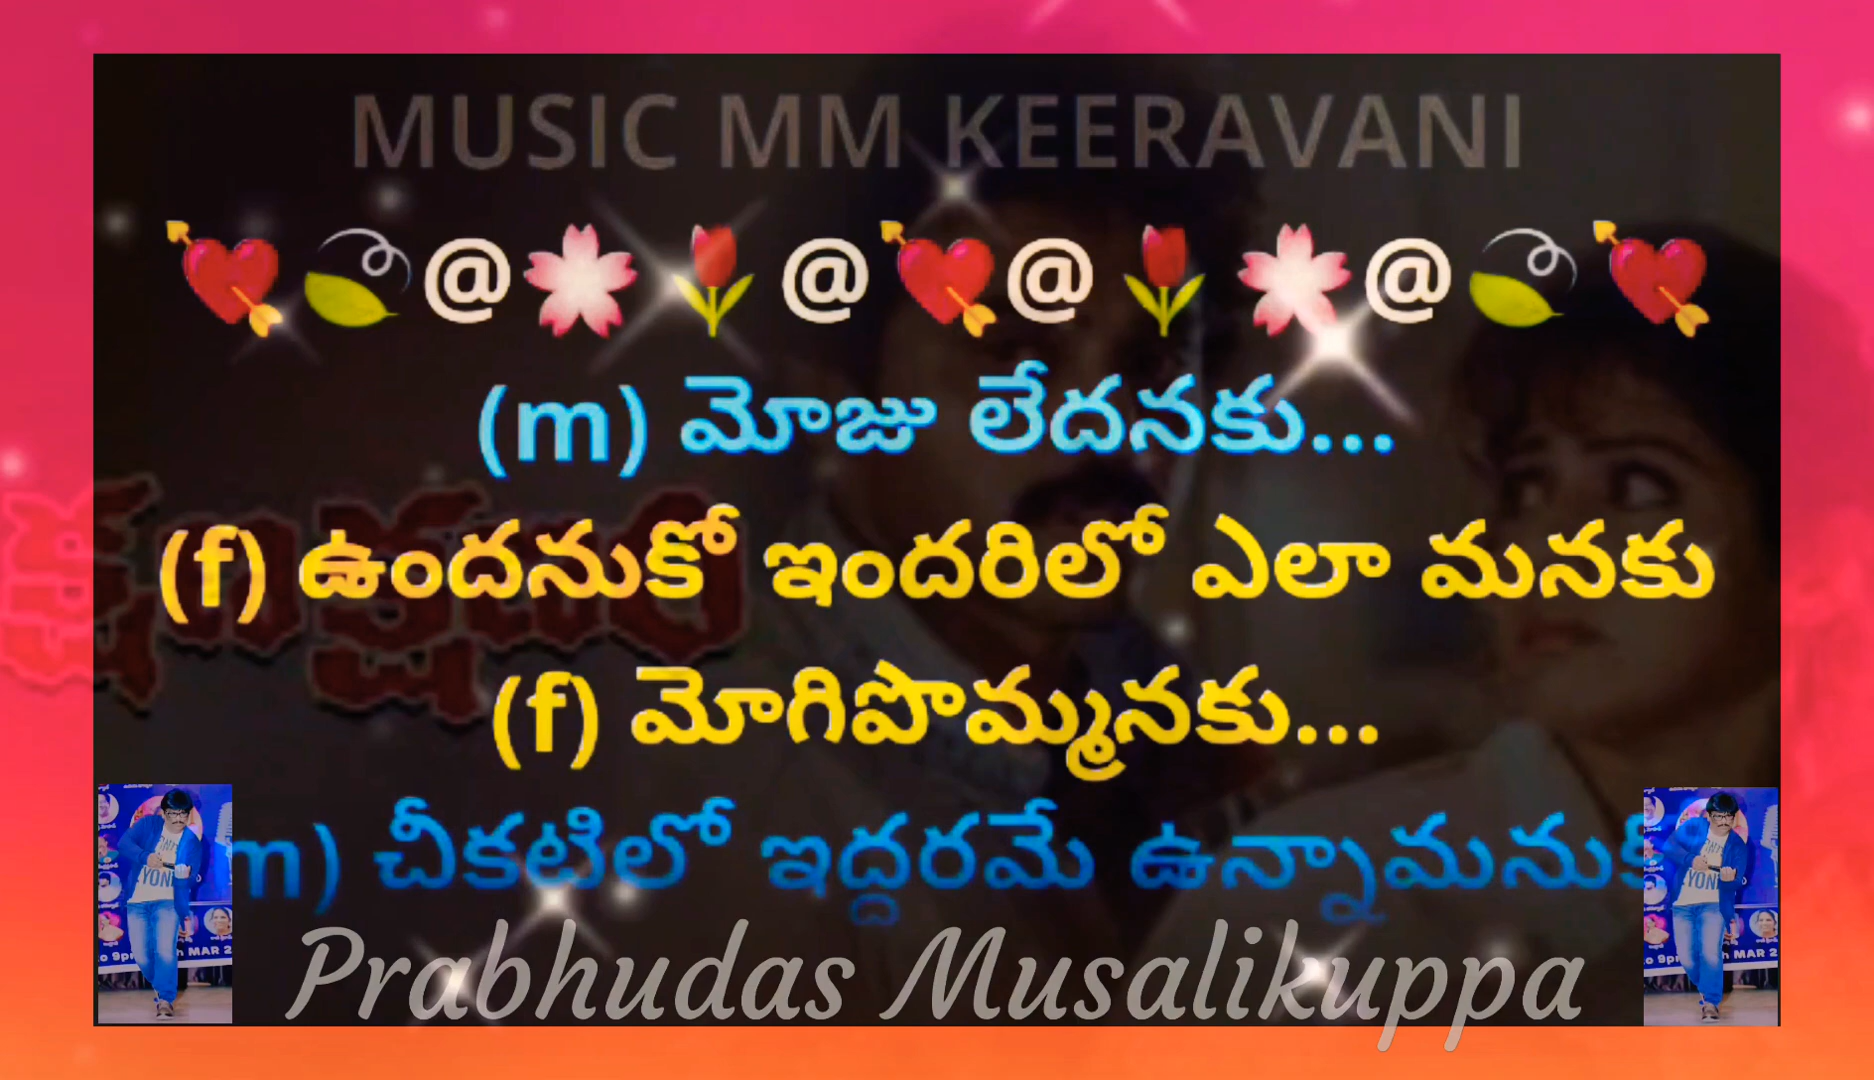 MUSIC MM KEERAVANI
💘🍃@🌸🌷@💘@🌷🌸@🍃💘
(m) మోజు లేదనకు...
(f) ఉందనుకో ఇందరిలో ఎలా మనకు
(f) మోగిపొమ్మనకు...
m) చీకటిలో ఇద్దరమే ఉన్నామనుకో
Prabhudas Musalikuppa